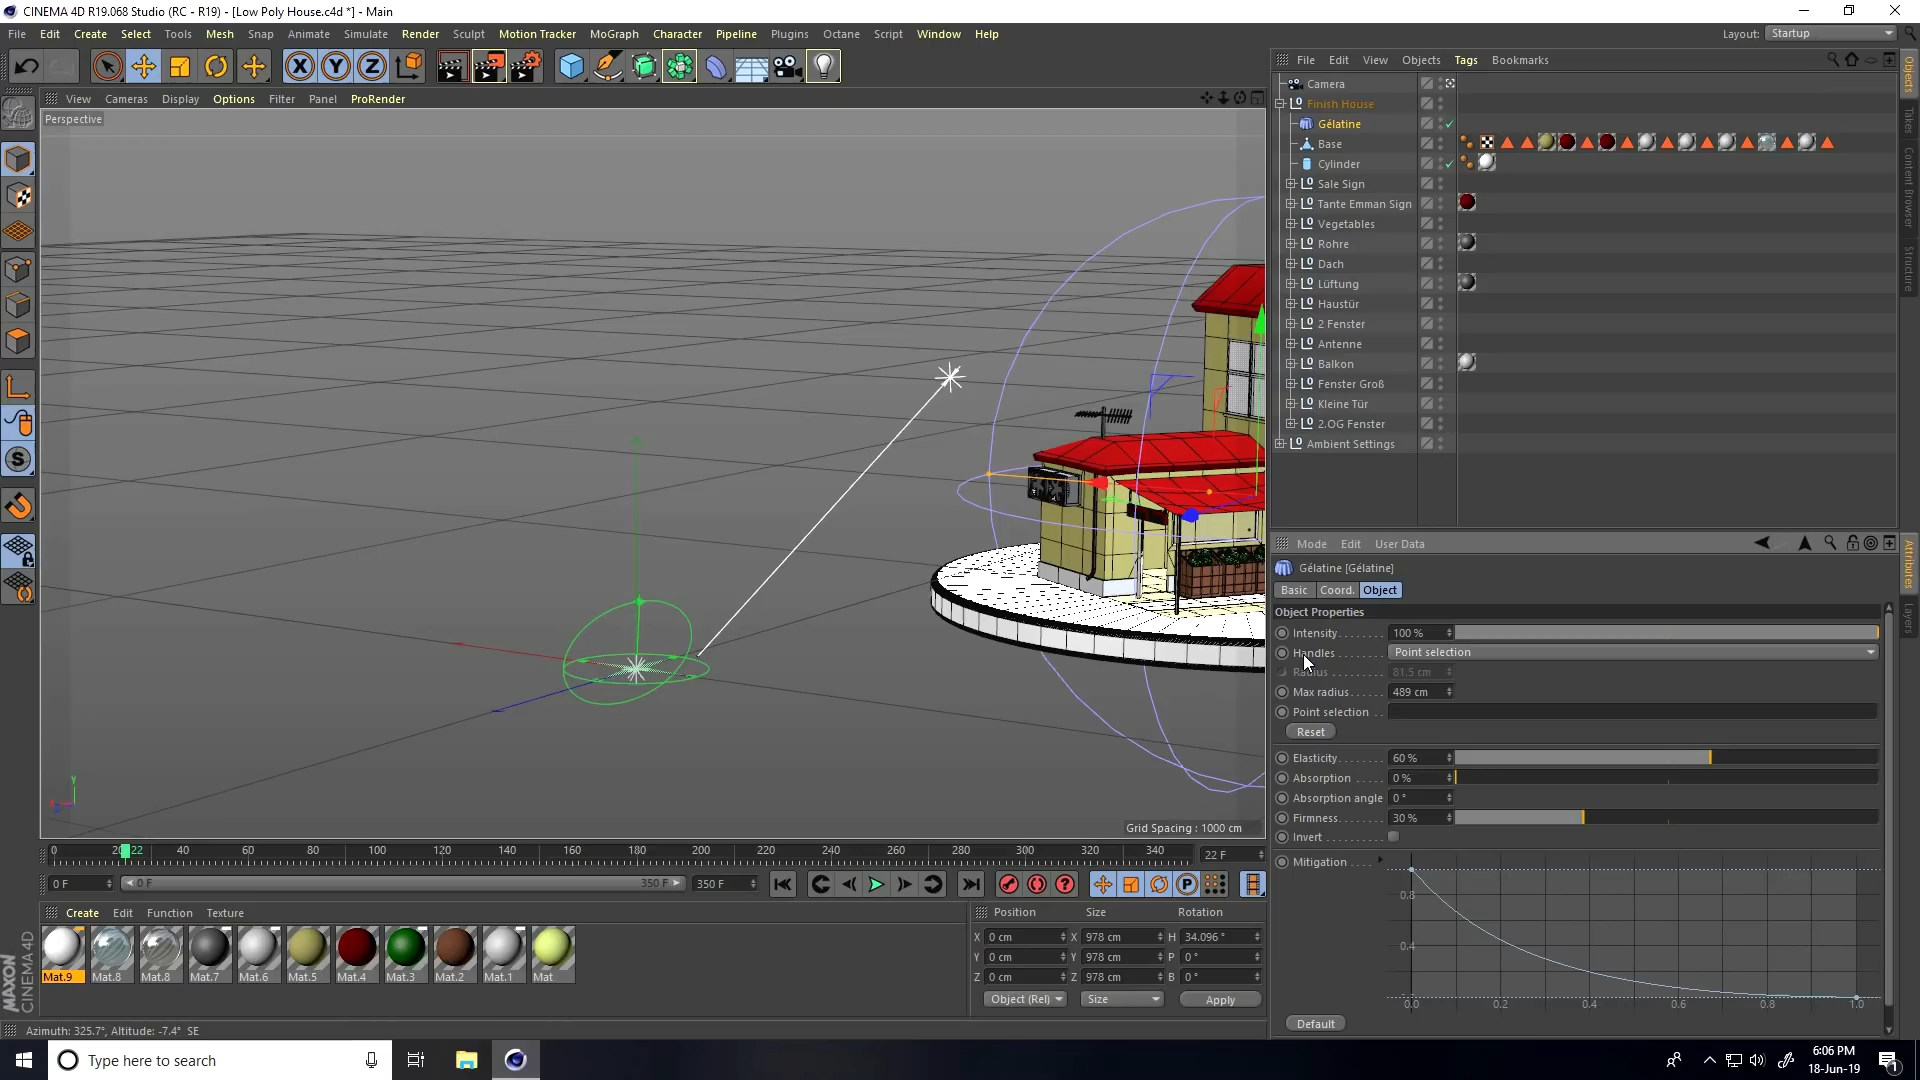 CINEMA 4D R19.068 Studio (RC - R19) - [Low Poly House.c4d *] - Main
File Edit Create Select Tools Mesh Snap Animate Simulate Render Sculpt Motion Tracker MoGraph Character Pipeline Plugins Octane Script Window Help
Layout: Startup
View Cameras Display Options Filter Panel ProRender
Perspective
File Edit View Objects Tags Bookmarks
Camera
Finish House
Gélatine
Base
Cylinder
Sale Sign
Tante Emman Sign
Vegetables
Rohre
Dach
Lüftung
Haustür
2 Fenster
Antenne
Balkon
Fenster Groß
Kleine Tür
2.OG Fenster
Ambient Settings
Objects
Takes
Content Browser
Structure
Mode Edit User Data
Gélatine [Gélatine]
Basic Coord. Object
Object Properties
Intensity 100 %
Handles Point selection
Radius 81.5 cm
Max radius 489 cm
Point selection
Reset
Elasticity 60 %
Absorption 0 %
Absorption angle 0 °
Firmness 30 %
Invert
Mitigation
0.8
0.4
0.0 0.2 0.4 0.6 0.8 1.0
Default
Attributes
Layers
Grid Spacing : 1000 cm
0 20 22 40 60 80 100 120 140 160 180 200 220 240 260 280 300 320 340 22 F
0 F 0 F 350 F 350 F
Create Edit Function Texture
Mat.9 Mat.8 Mat.8 Mat.7 Mat.6 Mat.5 Mat.4 Mat.3 Mat.2 Mat.1 Mat
Position Size Rotation
X 0 cm X 978 cm H 34.096 °
Y 0 cm Y 978 cm P 0 °
Z 0 cm Z 978 cm B 0 °
Object (Rel) Size Apply
MAXON
CINEMA 4D
Azimuth: 325.7°, Altitude: -7.4° SE
Type here to search
6:06 PM
18-Jun-19
1